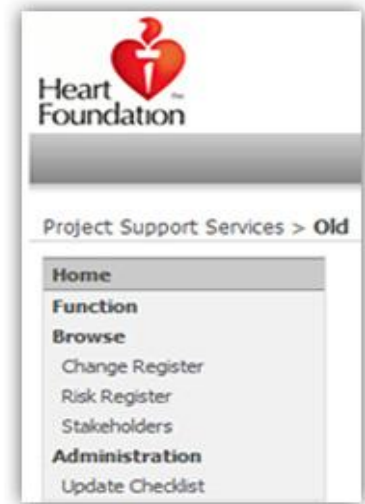 Heart
Foundation
Project Support Services > Old
Home
Function
Browse
Change Register
Risk Register
Stakeholders
Administration
Update Checklist